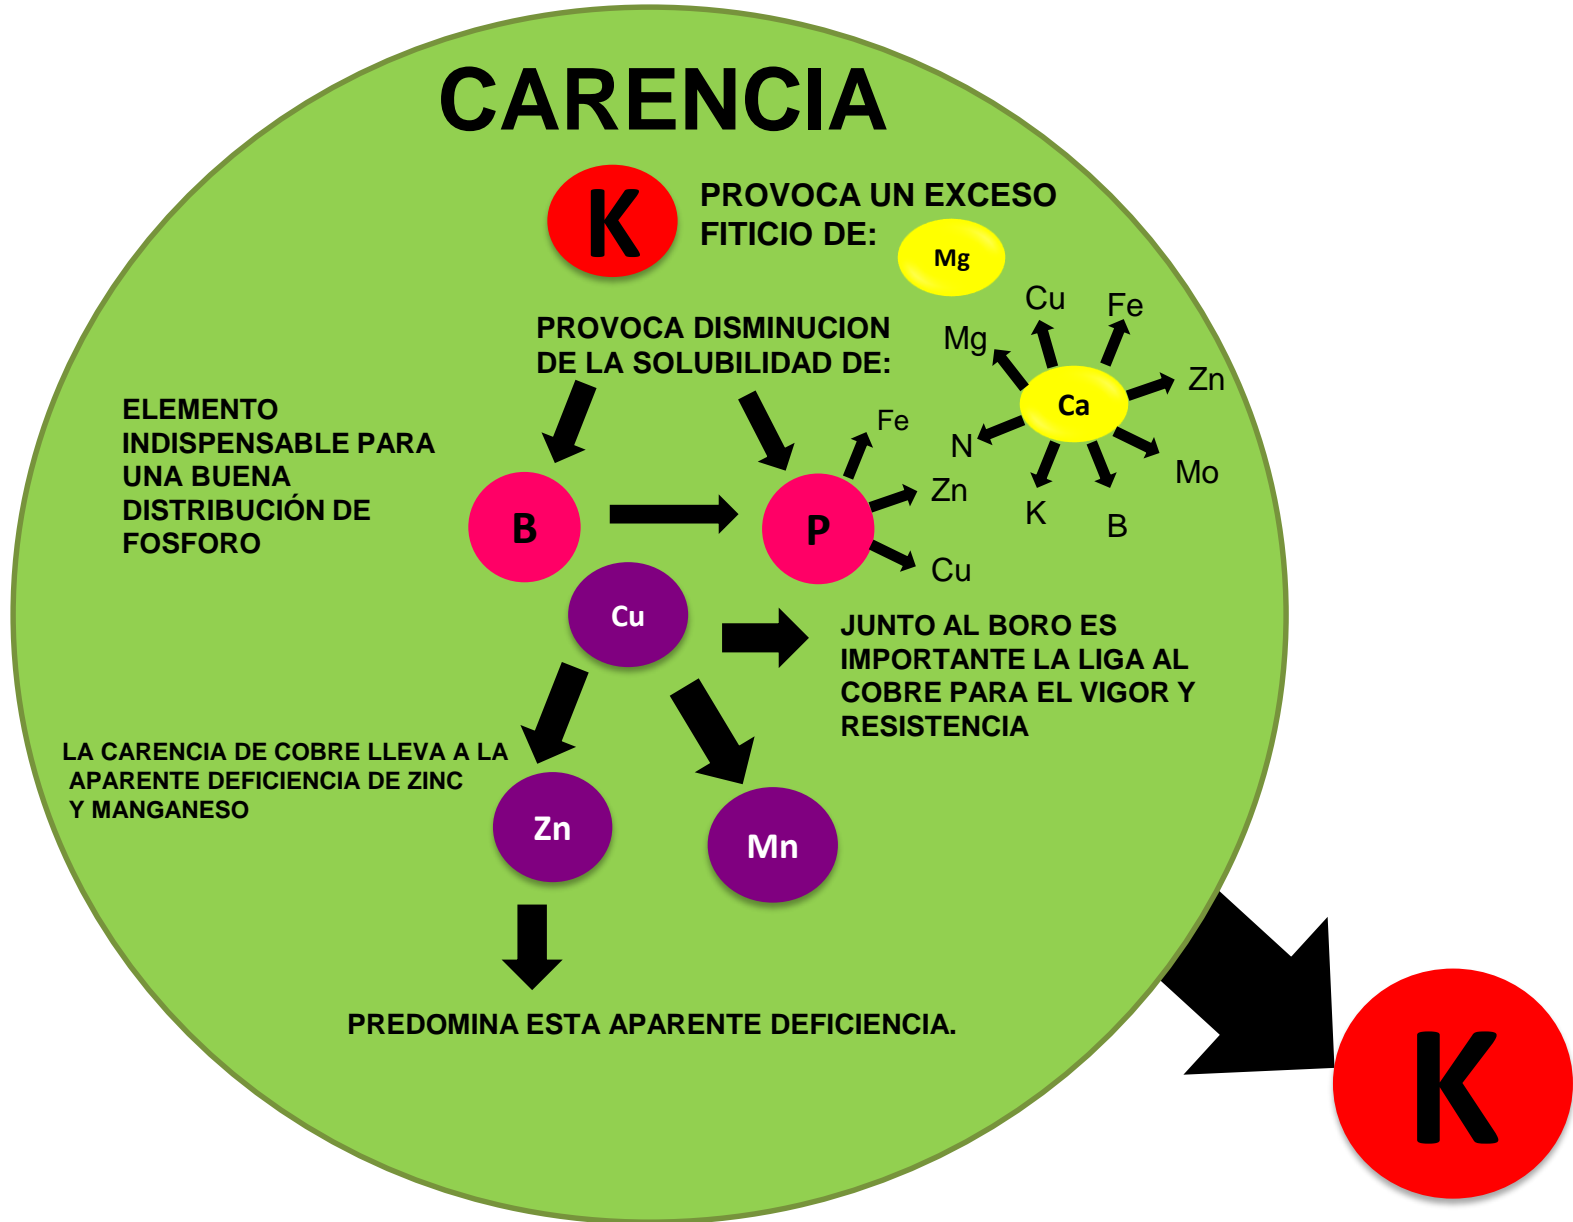 CARENCIA
K
PROVOCA UN EXCESO
FITICIO DE:
Mg
PROVOCA DISMINUCION
DE LA SOLUBILIDAD DE:
Cu
Fe
Mg
Zn
Ca
N
Mo
K
B
ELEMENTO
INDISPENSABLE PARA
UNA BUENA
DISTRIBUCIÓN DE
FOSFORO
B
P
Fe
Zn
Cu
Cu
JUNTO AL BORO ES
IMPORTANTE LA LIGA AL
COBRE PARA EL VIGOR Y
RESISTENCIA
LA CARENCIA DE COBRE LLEVA A LA
APARENTE DEFICIENCIA DE ZINC
Y MANGANESO
Zn
Mn
PREDOMINA ESTA APARENTE DEFICIENCIA.
K